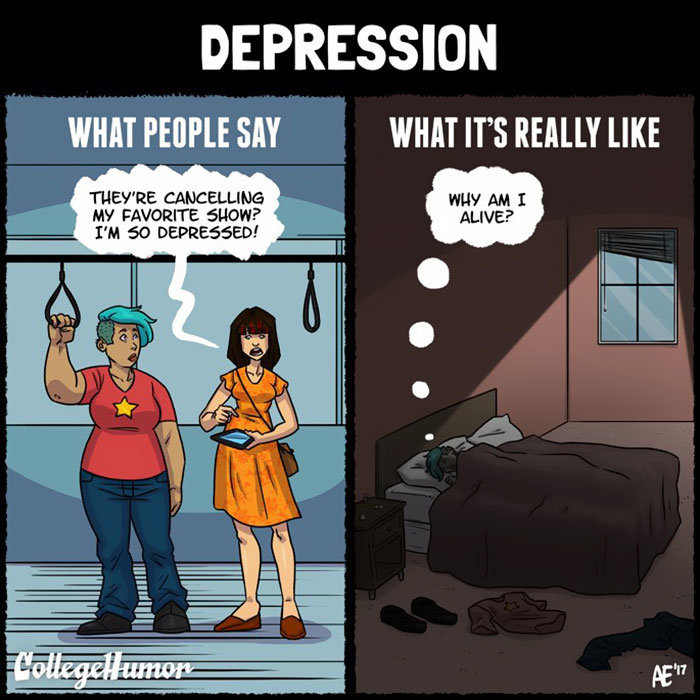 DEPRESSION
WHAT PEOPLE SAY
THEY'RE CANCELLING
MY FAVORITE SHOW?
I'M SO DEPRESSED!
WHAT IT'S REALLY LIKE
WHY AM I
ALIVE?
CollegeHumor
AE '17